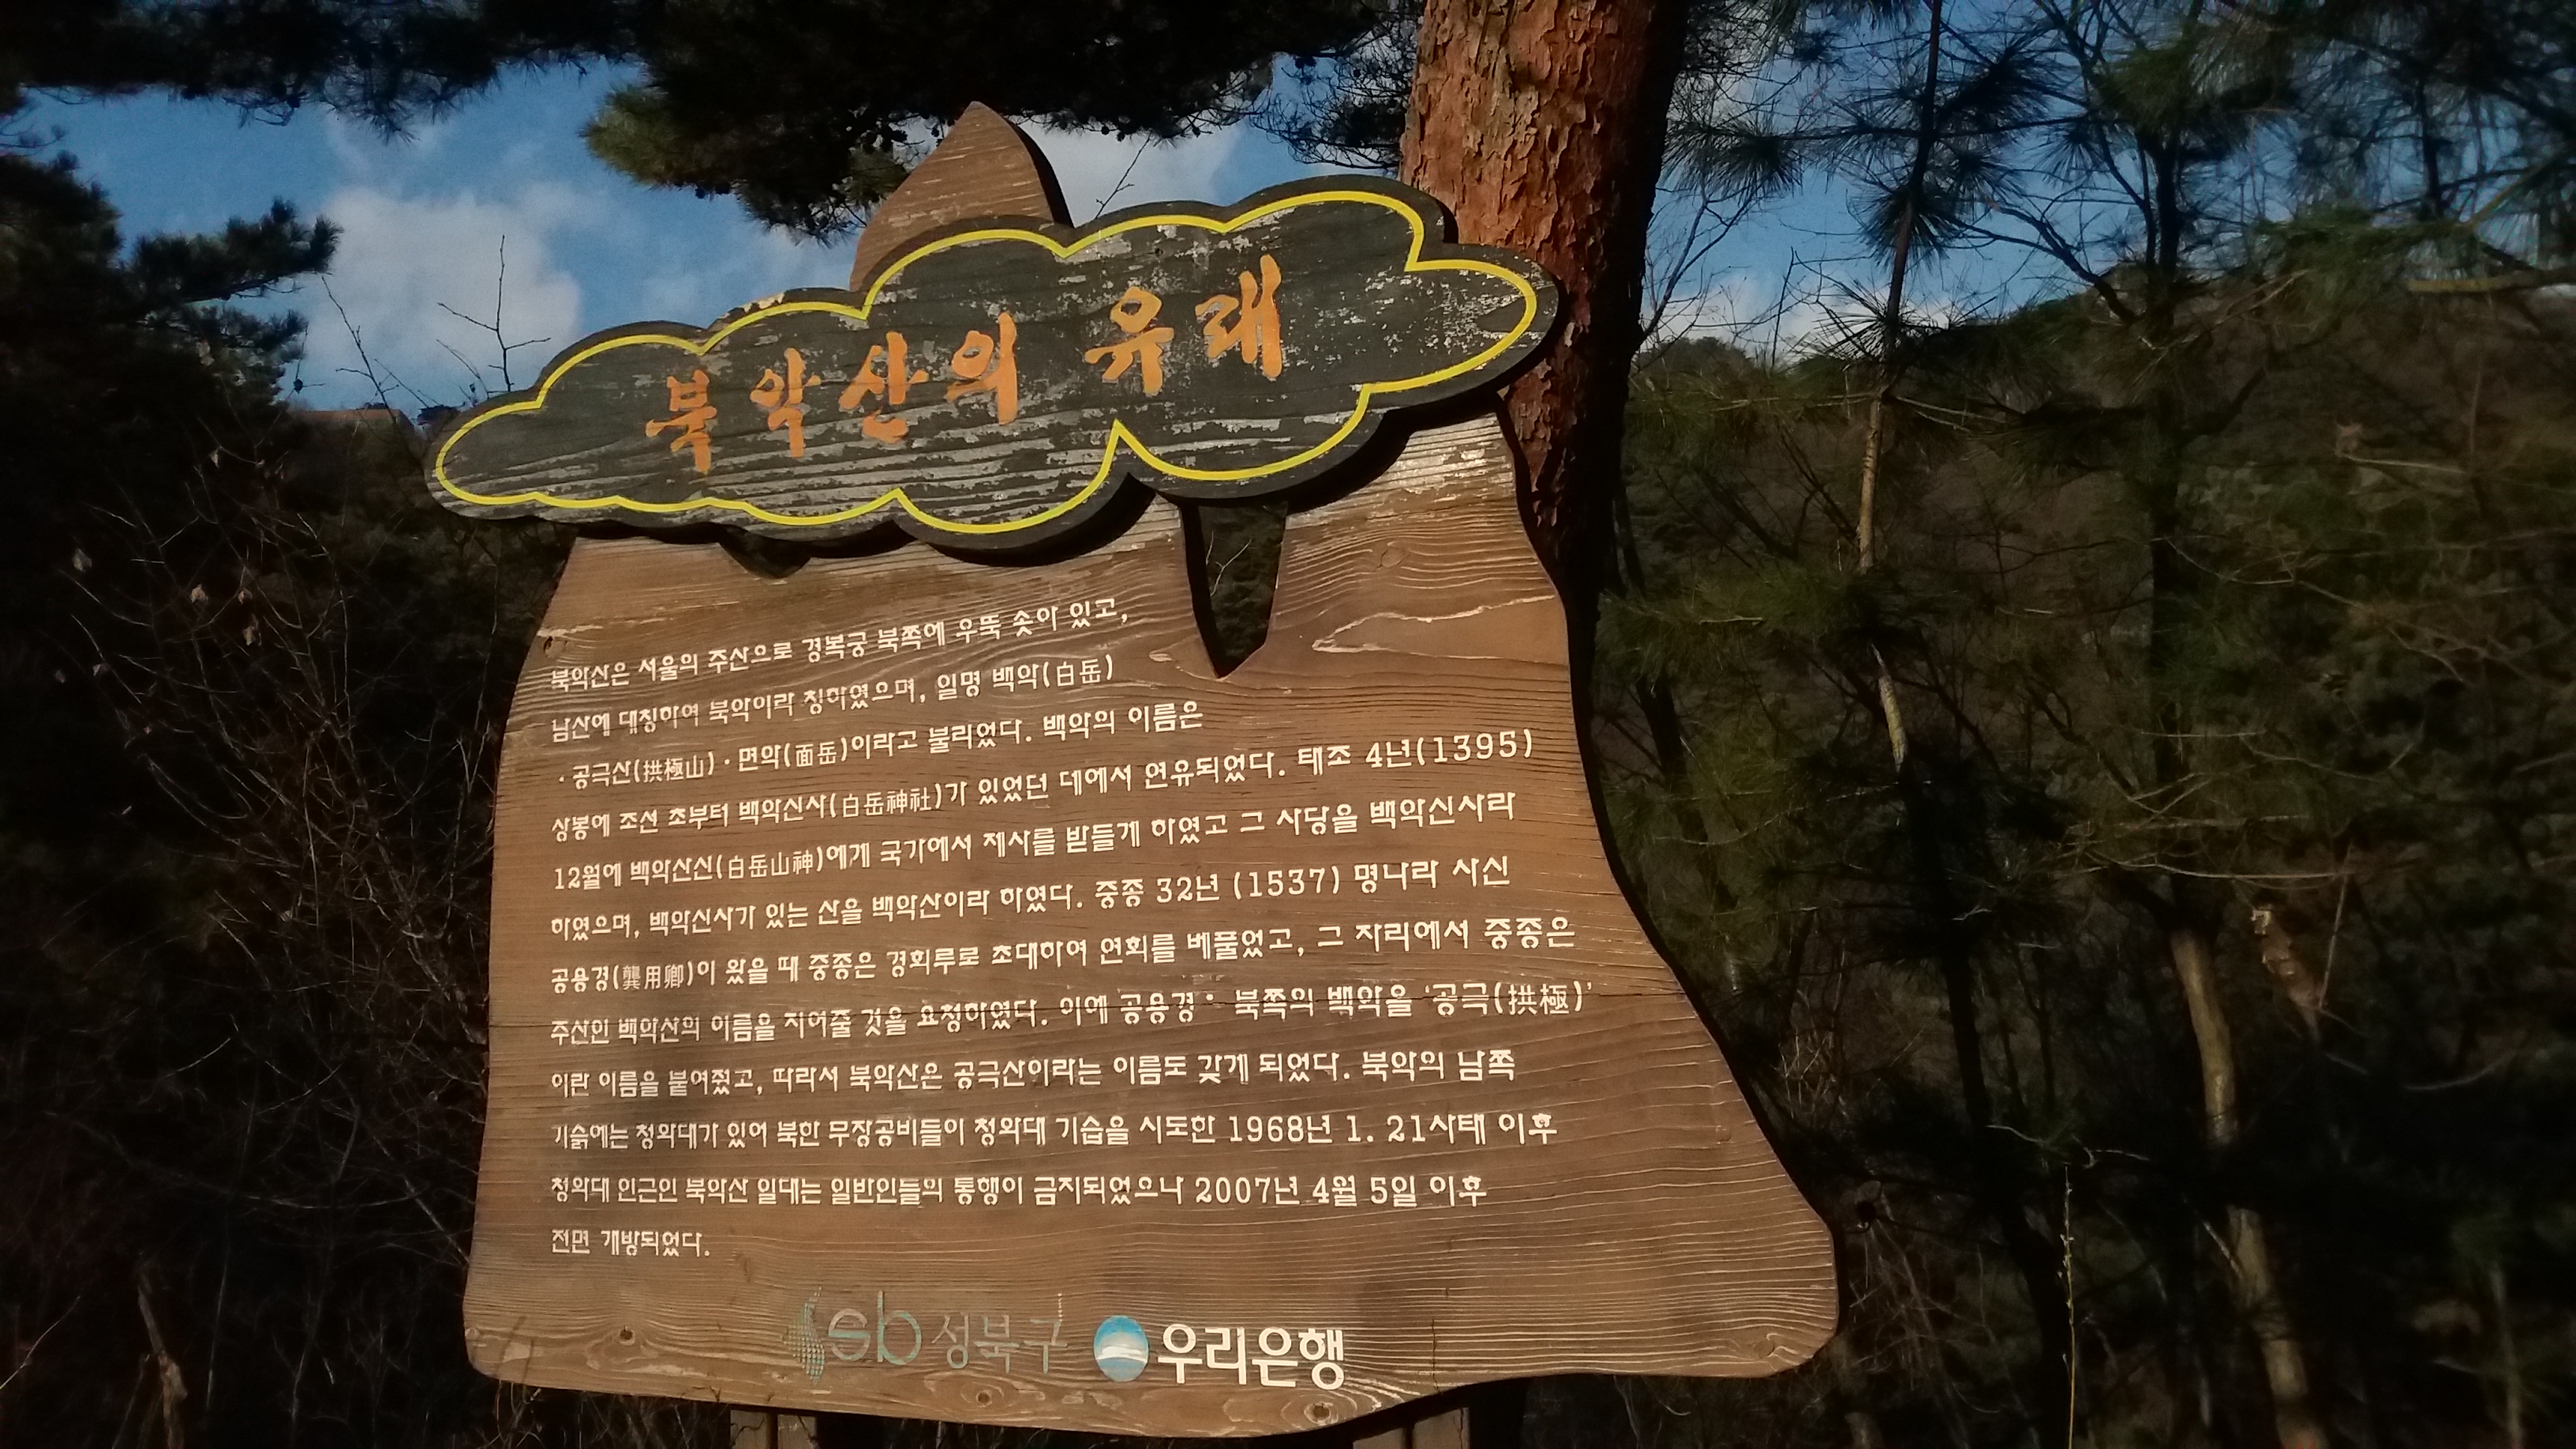 북악산의 유래
북악산은 서울의 주산으로 경복궁 북쪽에 우뚝 솟아 있고,
남산에 대칭하여 북악이라 칭하였으며, 일명 백악(白岳)
·공극산(拱極山)·면악(面岳)이라고 불리었다. 백악의 이름은
상봉에 조선 초부터 백악신사(白岳神社)가 있었던 데에서 연유되었다. 태조 4년(1395)
12월에 백악산신(白岳山神)에게 국가에서 제사를 받들게 하였고 그 사당을 백악신사라
하였으며, 백악신사가 있는 산을 백악산이라 하였다. 중종 32년 (1537) 명나라 사신
공용경(龔用卿)이 왔을 때 중종은 경회루로 초대하여 연회를 베풀었고, 그 자리에서 중종은
주산인 백악산의 이름을 지어줄 것을 요청하였다. 이에 공용경· 북쪽의 백악을 ‘공극(拱極)’
이란 이름을 붙여줬고, 따라서 북악산은 공극산이라는 이름도 갖게 되었다. 북악의 남쪽
기슭에는 청와대가 있어 북한 무장공비들이 청와대 기습을 시도한 1968년 1. 21사태 이후
청와대 인근인 북악산 일대는 일반인들의 통행이 금지되었으나 2007년 4월 5일 이후
전면 개방되었다.
sb 성북구 우리은행